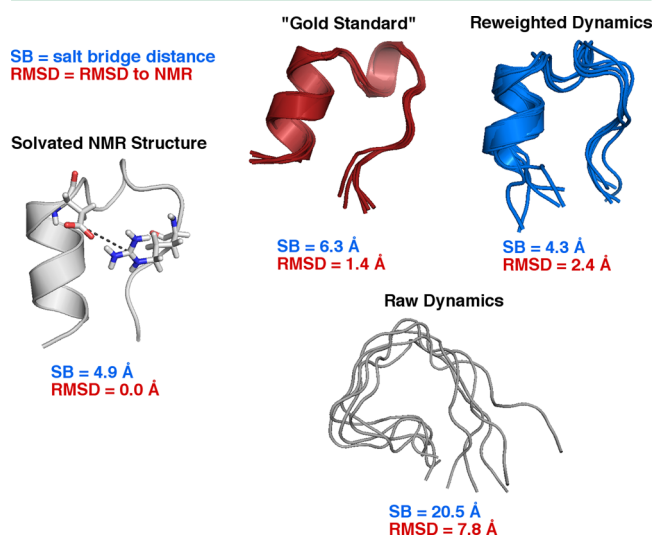 "Gold Standard"
Reweighted Dynamics
SB = salt bridge distance
RMSD = RMSD to NMR
Solvated NMR Structure
SB = 6.3 Å
RMSD = 1.4 Å
SB = 4.3 Å
RMSD = 2.4 Å
Raw Dynamics
SB = 4.9 Å
RMSD = 0.0 Å
SB = 20.5 Å
RMSD = 7.8 Å